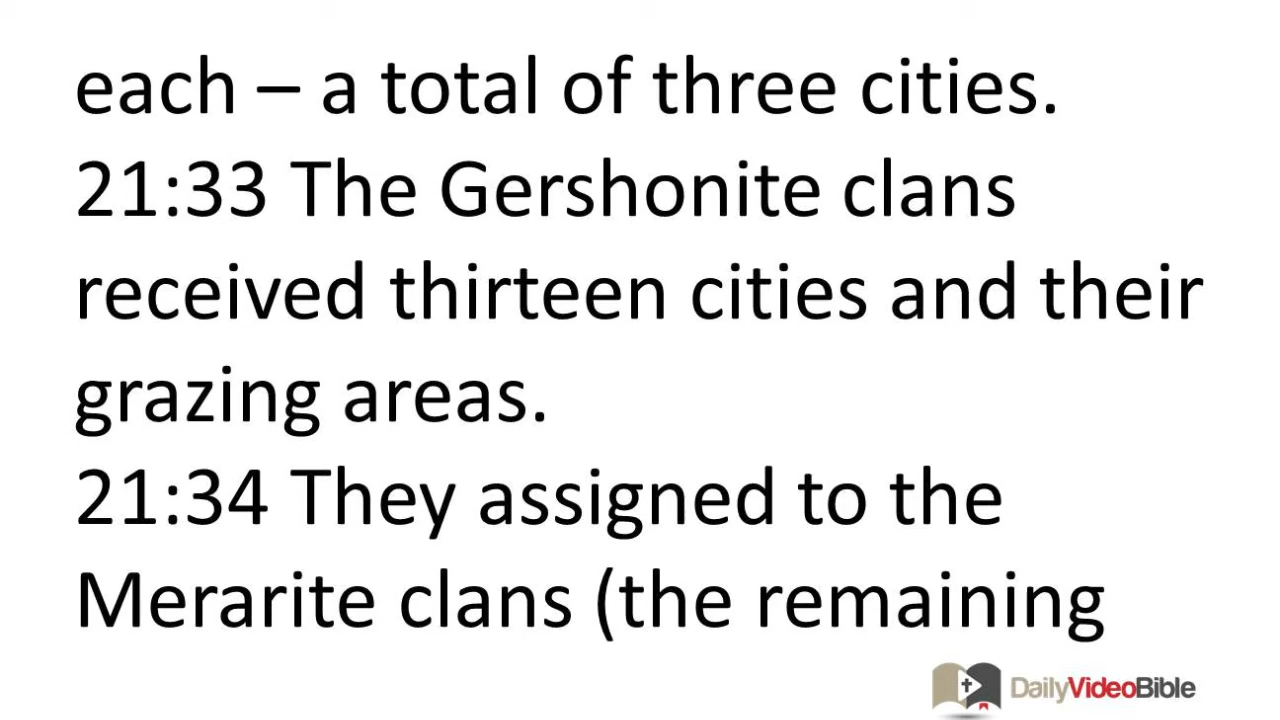 each – a total of three cities.
21:33 The Gershonite clans
received thirteen cities and their
grazing areas.
21:34 They assigned to the
Merarite clans (the remaining
DailyVideoBible